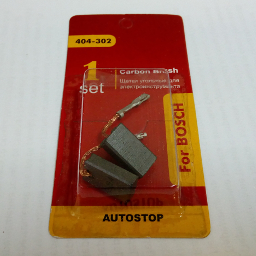 404-302
1
set
Carbon Brush
Щетки угольные для
электроинструмента
For BOSCH
AUTOSTOP